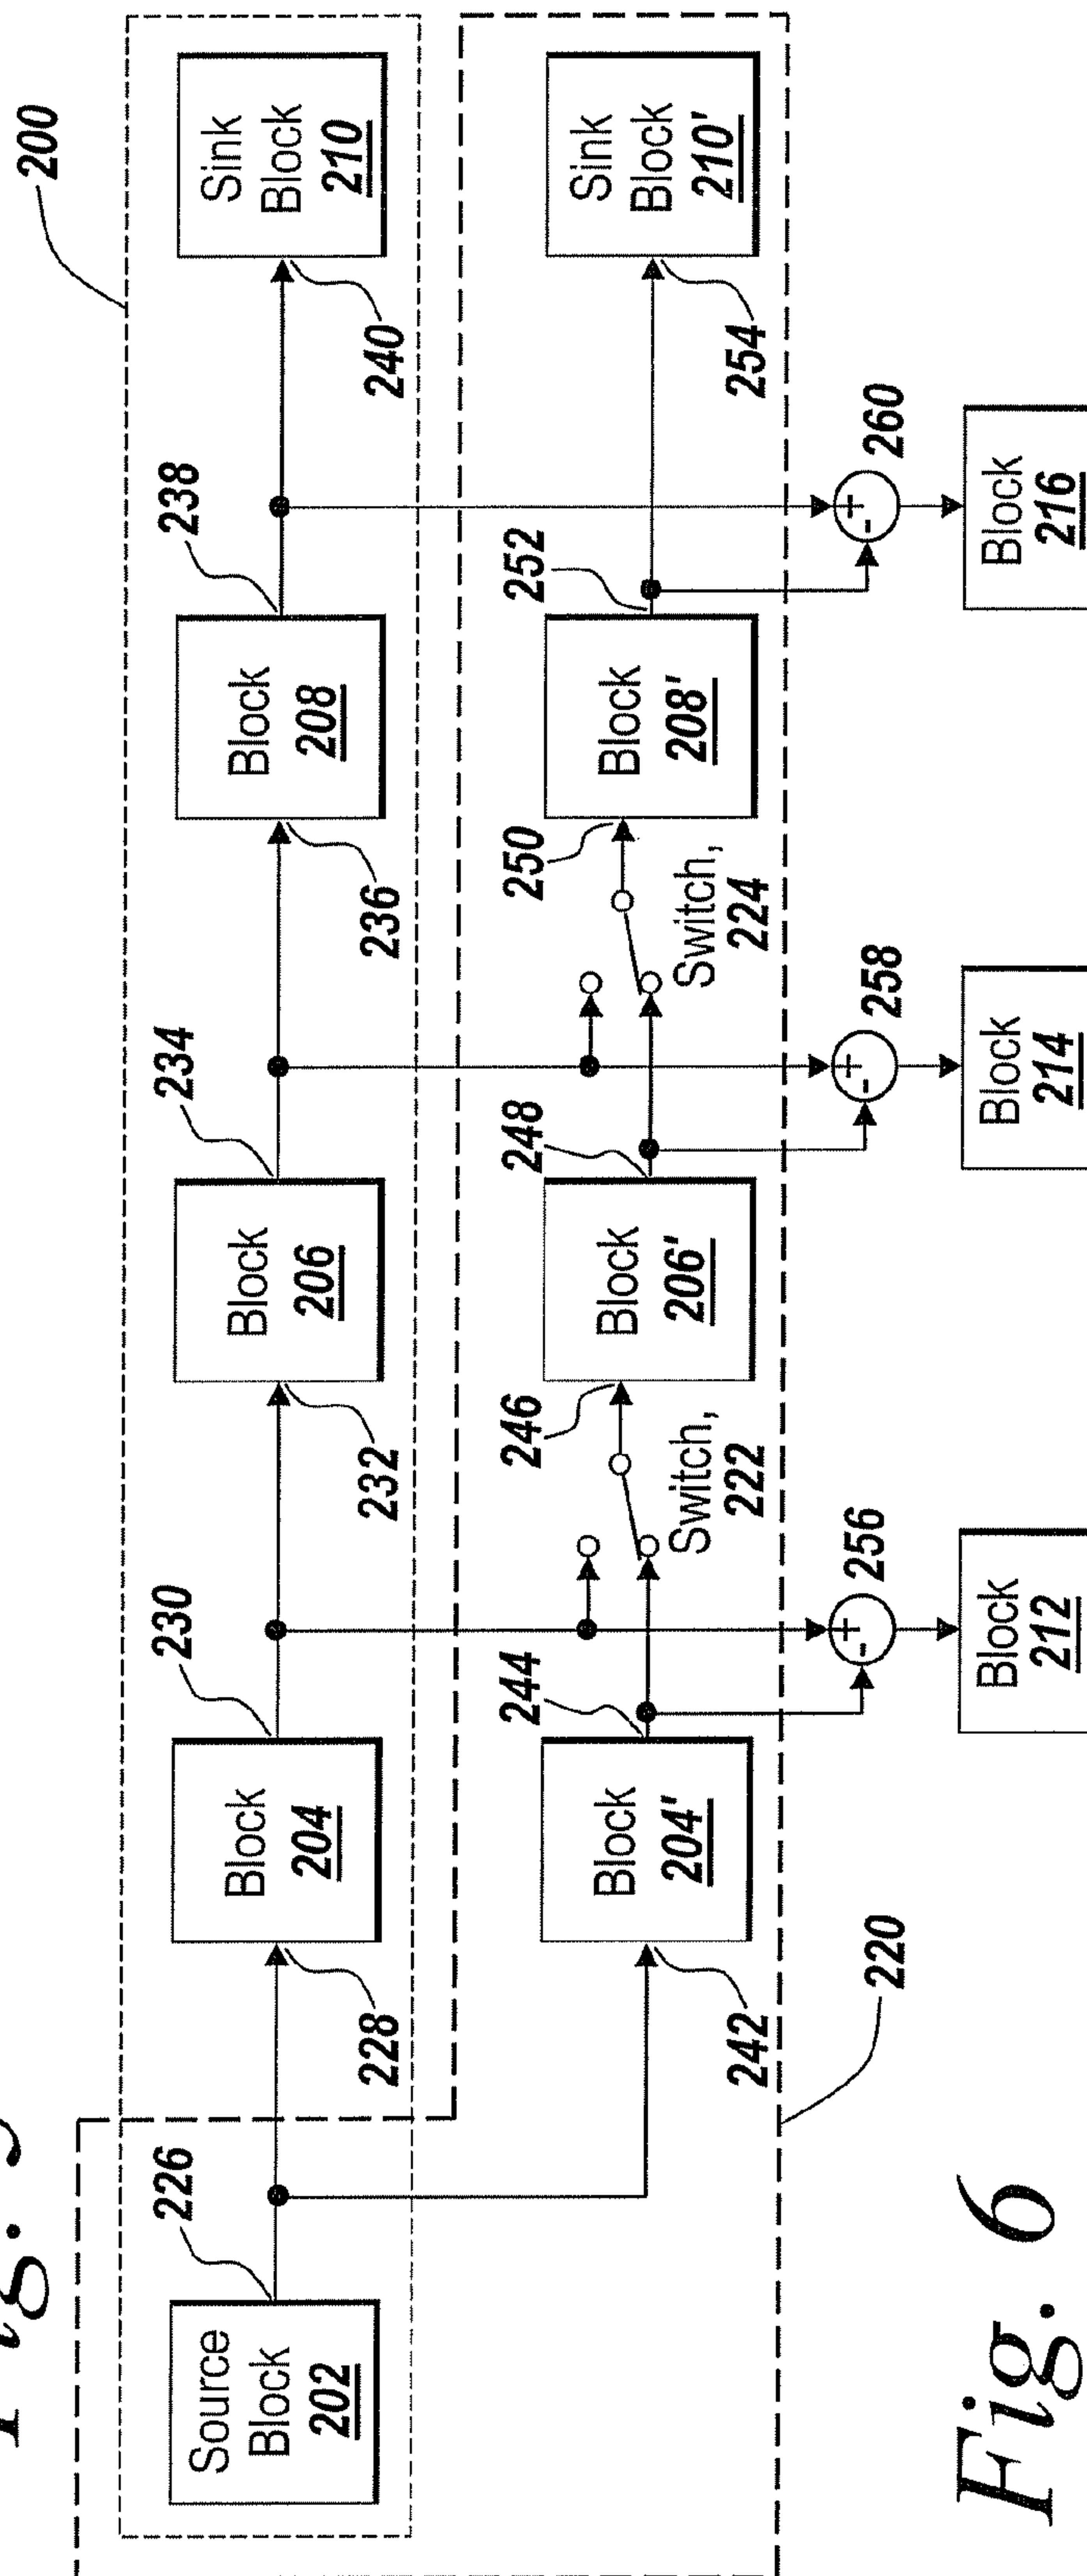 200
Source
Block
202
226
228
Block
204
230
232
Block
206
234
236
Block
208
238
240
Sink
Block
210
242
Block
204'
244
Switch,
222
246
Block
206'
248
Switch,
224
250
Block
208'
252
254
Sink
Block
210'
220
256
258
260
Block
212
Block
214
Block
216
Fig. 6